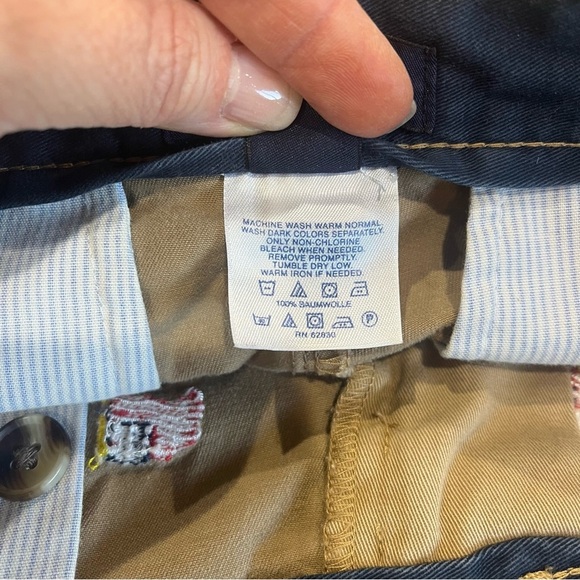 MACHINE WASH WARM NORMAL
WASH DARK COLORS SEPARATELY.
ONLY NON-CHLORINE
BLEACH WHEN NEEDED.
REMOVE PROMPTLY.
TUMBLE DRY LOW.
WARM IRON IF NEEDED.
100% BAUMWOLLE
P
RN 62830